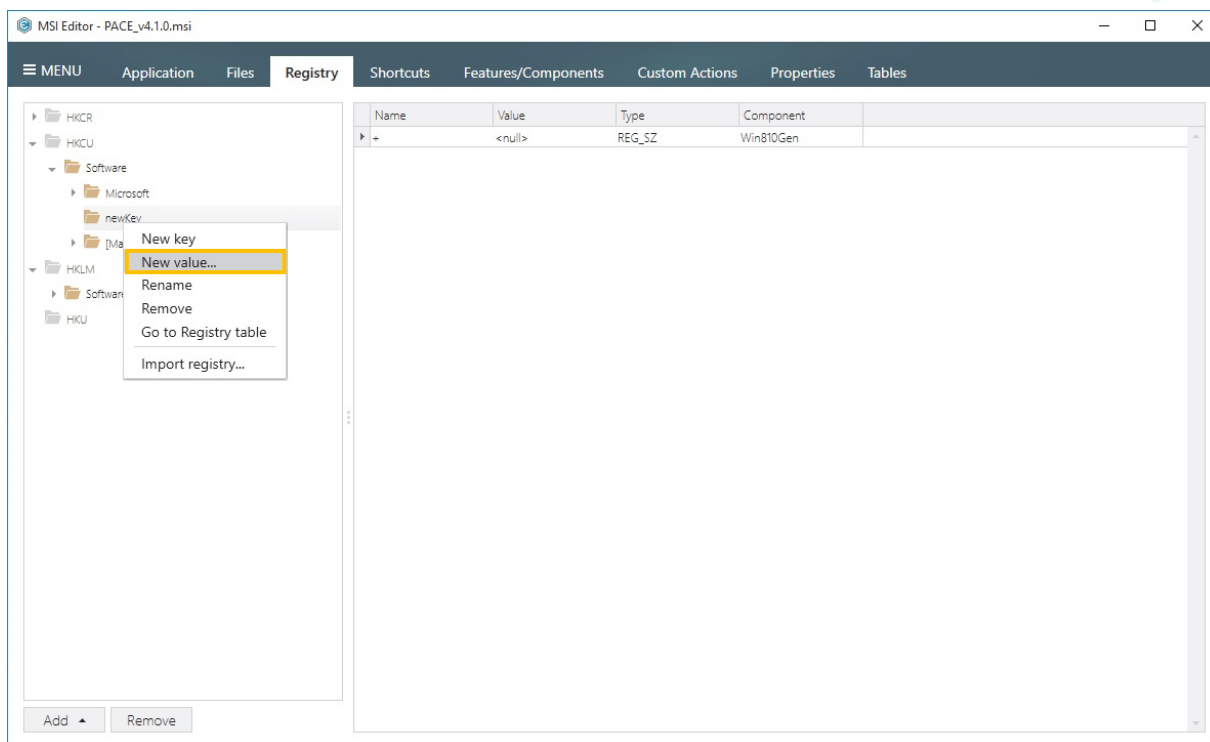 MSI Editor - PACE_v4.1.0.msi
MENU Application Files Registry Shortcuts Features/Components Custom Actions Properties Tables
HKCR
HKCU
Software
Microsoft
newKey
[Ma
HKLM
Software
HKU
New key
New value...
Rename
Remove
Go to Registry table
Import registry...
Name Value Type Component
+ <null> REG_SZ Win810Gen
Add Remove